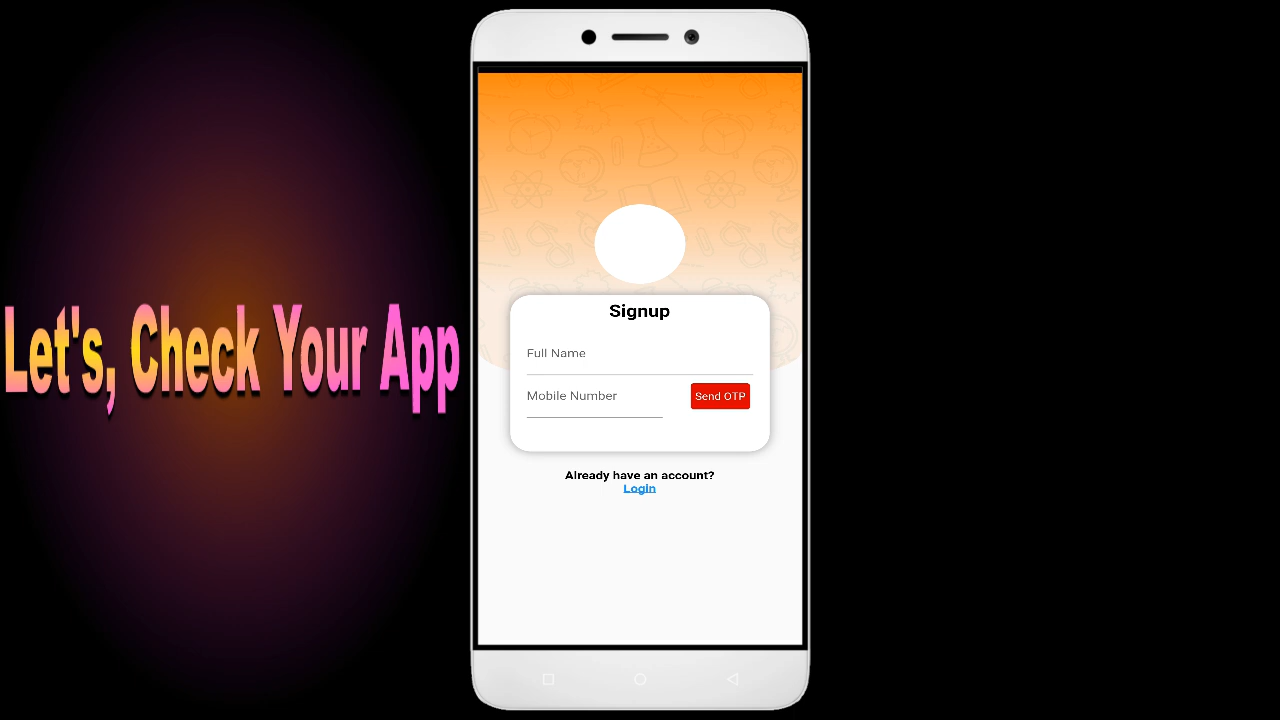 Let's, Check Your App
Signup
Full Name
Mobile Number
Send OTP
Already have an account?
Login